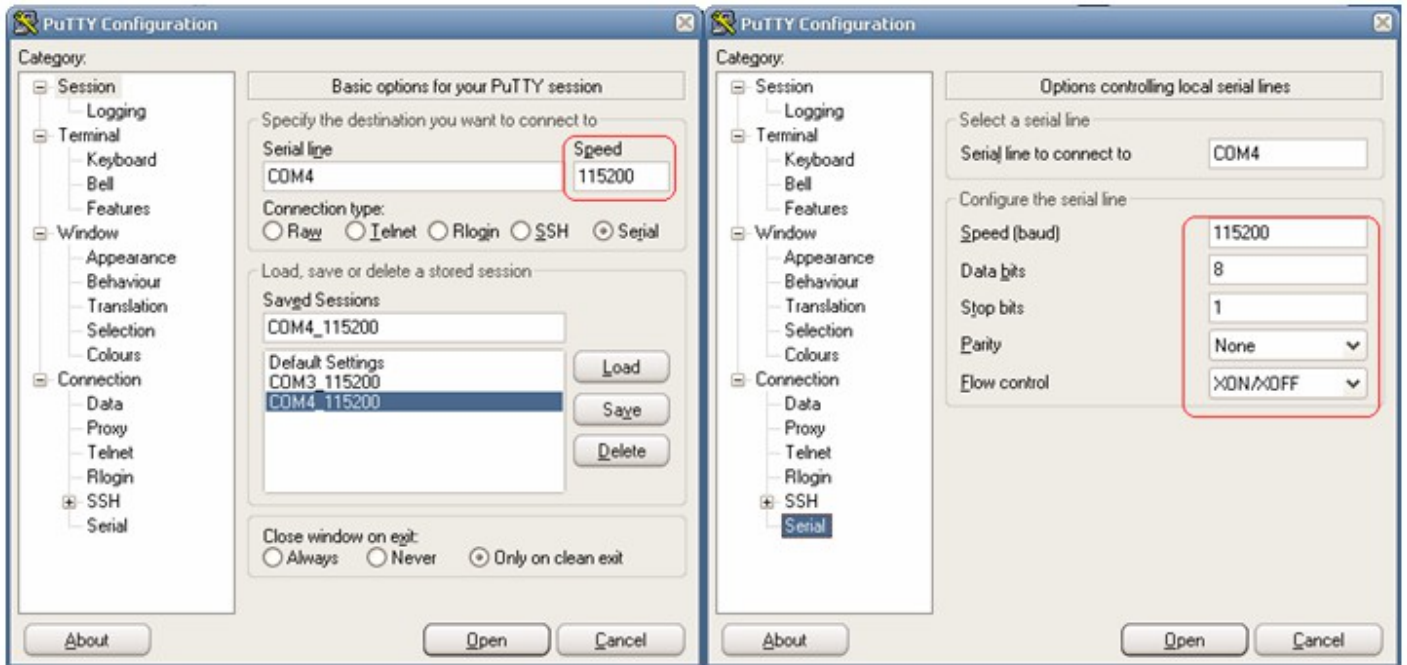 PuTTY Configuration
Category:
Session
Logging
Terminal
Keyboard
Bell
Features
Window
Appearance
Behaviour
Translation
Selection
Colours
Connection
Data
Proxy
Telnet
Rlogin
SSH
Serial
Basic options for your PuTTY session
Specify the destination you want to connect to
Serial line Speed
COM4 115200
Connection type:
Raw Telnet Rlogin SSH Serial
Load, save or delete a stored session
Saved Sessions
COM4_115200
Default Settings
COM3_115200
COM4_115200
Load
Save
Delete
Close window on exit:
Always Never Only on clean exit
About Open Cancel
PuTTY Configuration
Category:
Session
Logging
Terminal
Keyboard
Bell
Features
Window
Appearance
Behaviour
Translation
Selection
Colours
Connection
Data
Proxy
Telnet
Rlogin
SSH
Serial
Options controlling local serial lines
Select a serial line
Serial line to connect to COM4
Configure the serial line
Speed (baud) 115200
Data bits 8
Stop bits 1
Parity None
Flow control XON/XOFF
About Open Cancel